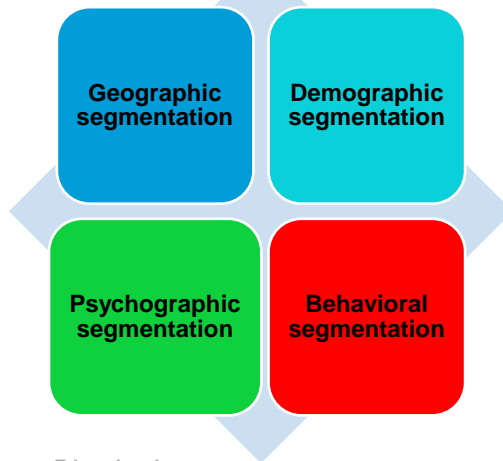 Geographic
segmentation
Demographic
segmentation
Psychographic
segmentation
Behavioral
segmentation